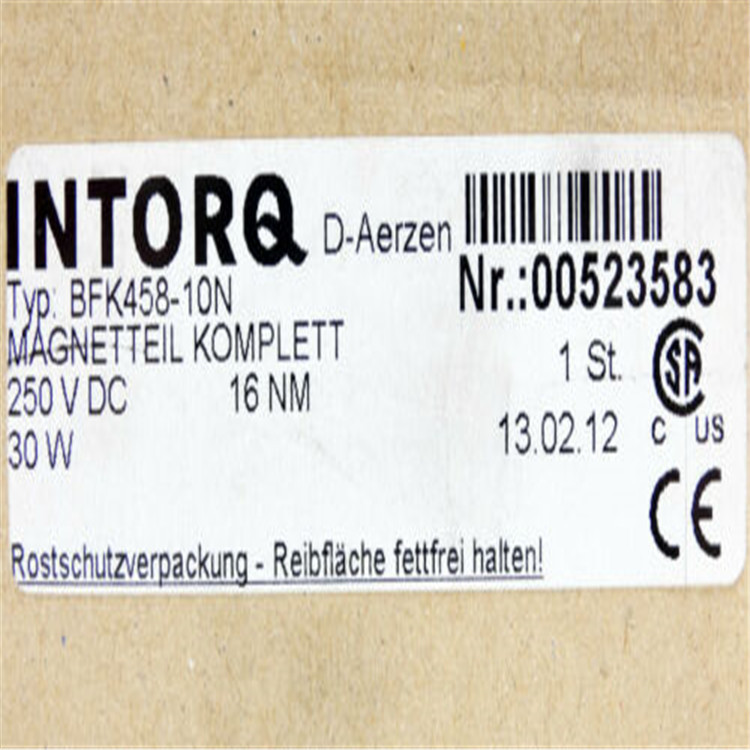 INTORQ D-Aerzen
Nr.:00523583
Typ: BFK458-10N
MAGNETTEIL KOMPLETT
1 St.
250 V DC 16 NM
13.02.12
30 W
SA
C US
CE
Rostschutzverpackung - Reibfläche fettfrei halten!